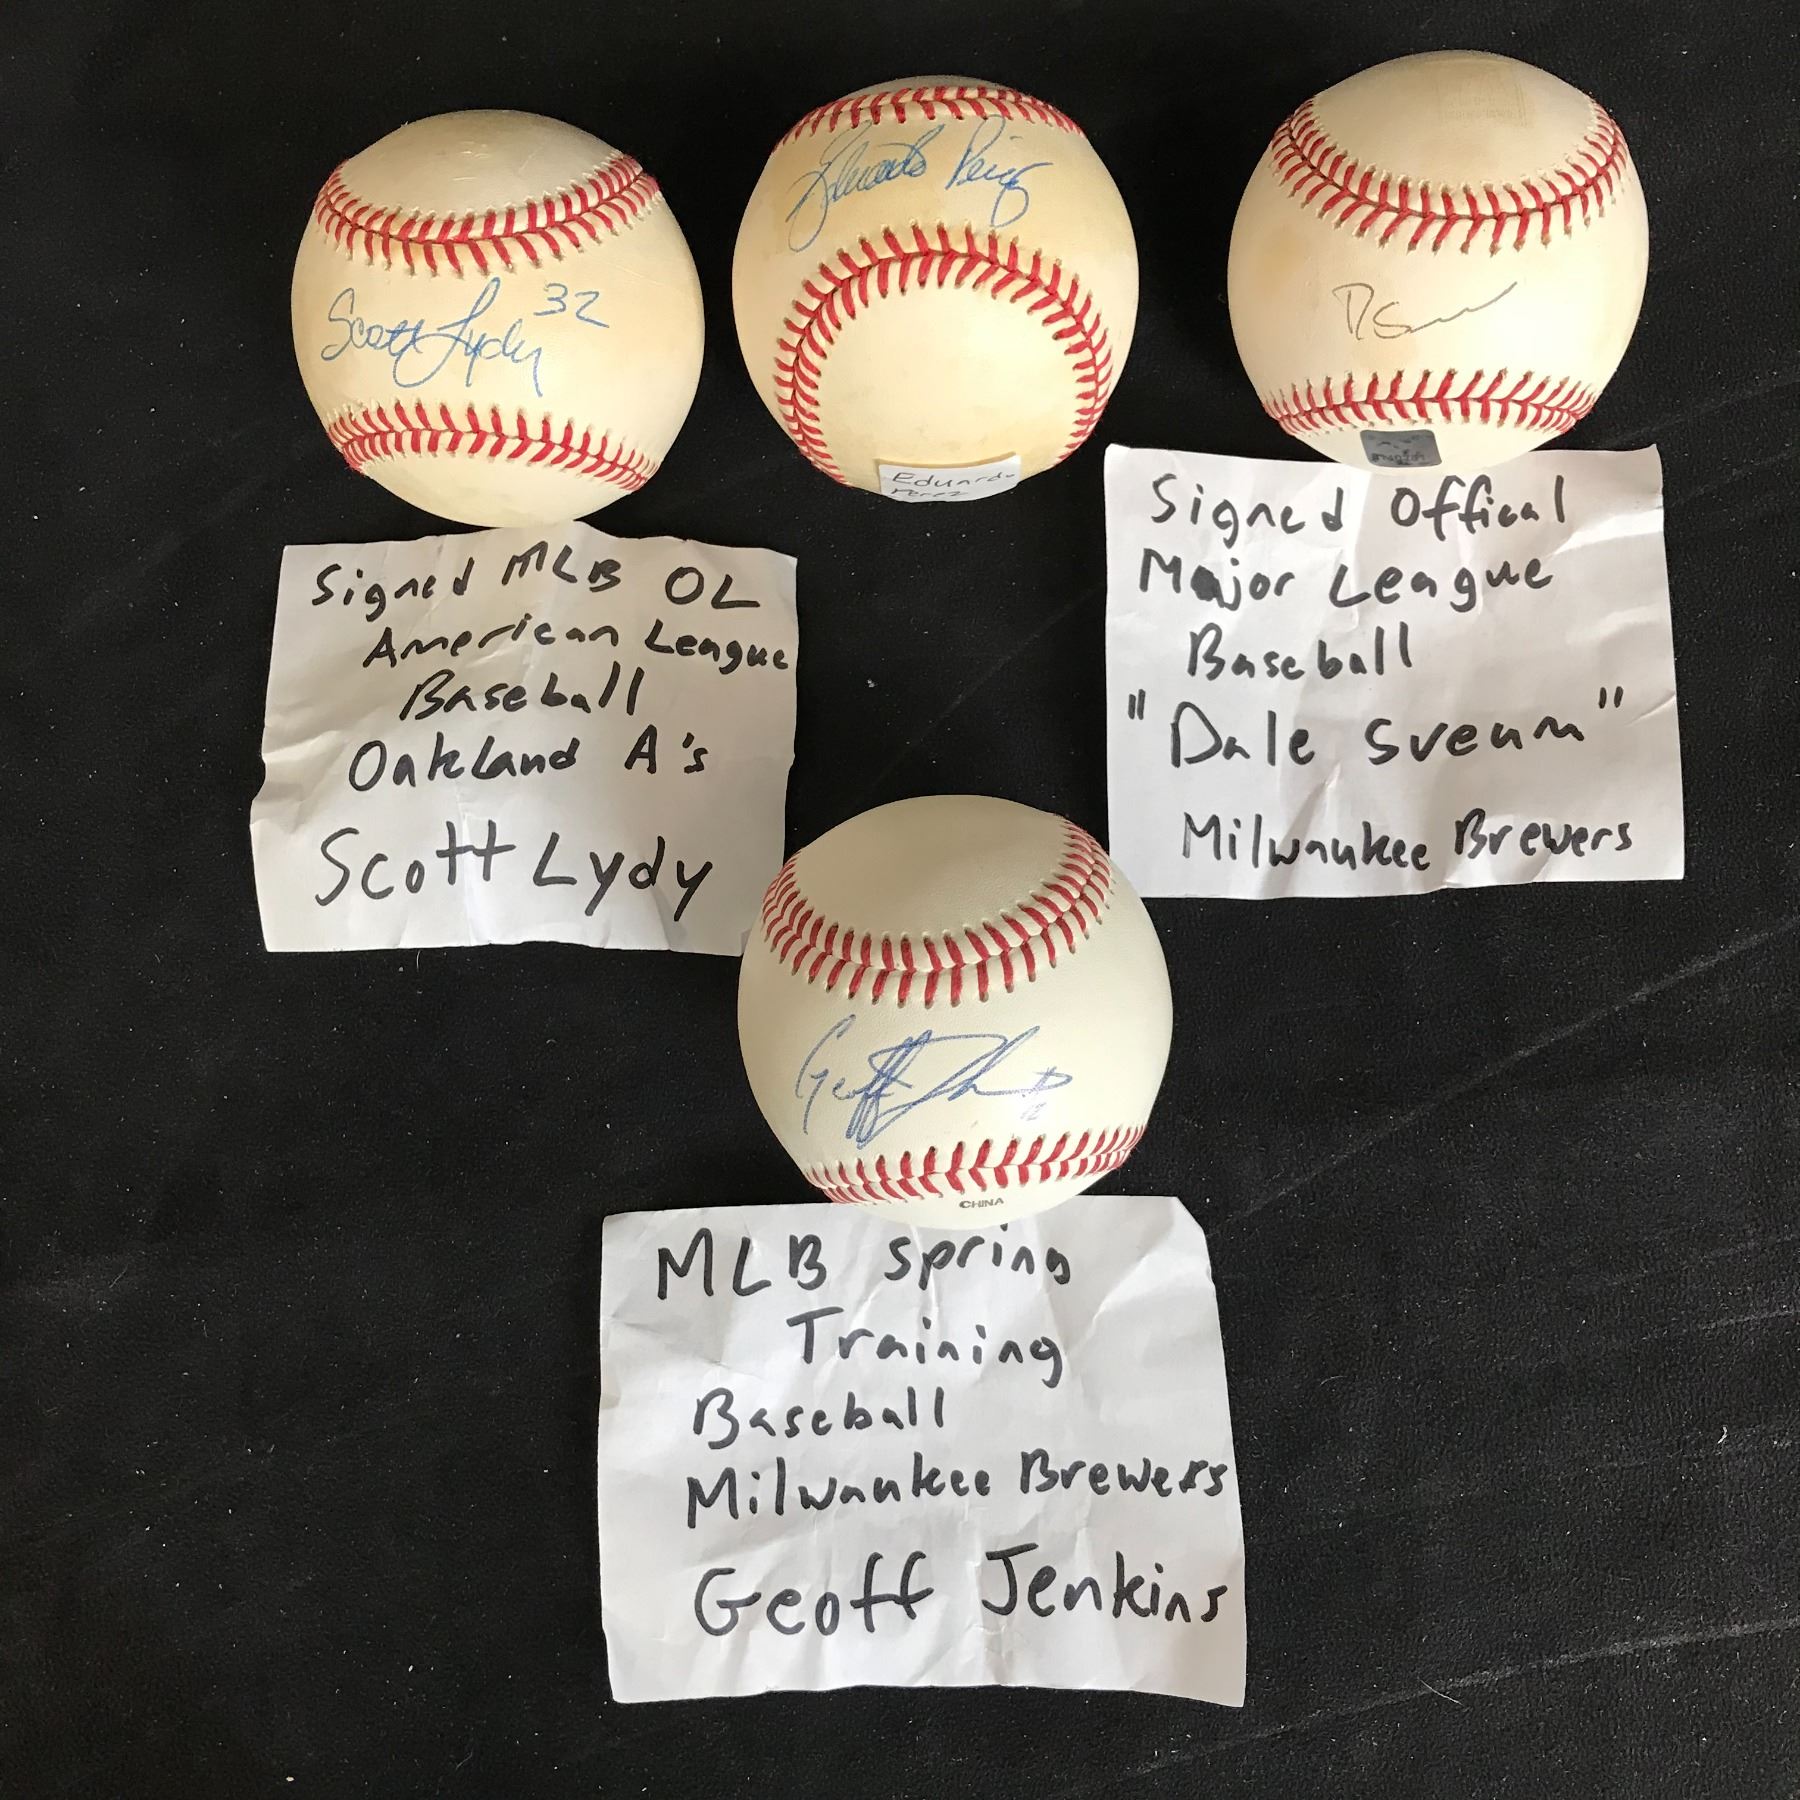 Scott Lydy 32
Eduardo Perez
Eduardo
Perez
Signed MLB OL
American League
Baseball
Oakland A's
Scott Lydy
Signed Offical
Major League
Baseball
"Dale Sveum"
Milwaukee Brewers
Geoff
CHINA
MLB Spring
Training
Baseball
Milwaukee Brewers
Geoff Jenkins